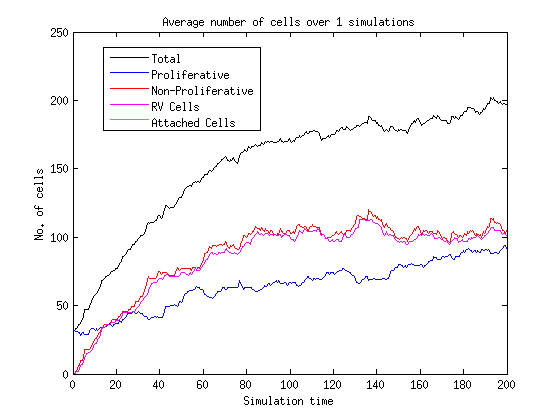 Average number of cells over 1 simulations
250
200
150
100
50
0
No. of cells
Total
Proliferative
Non-Proliferative
RV Cells
Attached Cells
0 20 40 60 80 100 120 140 160 180 200
Simulation time